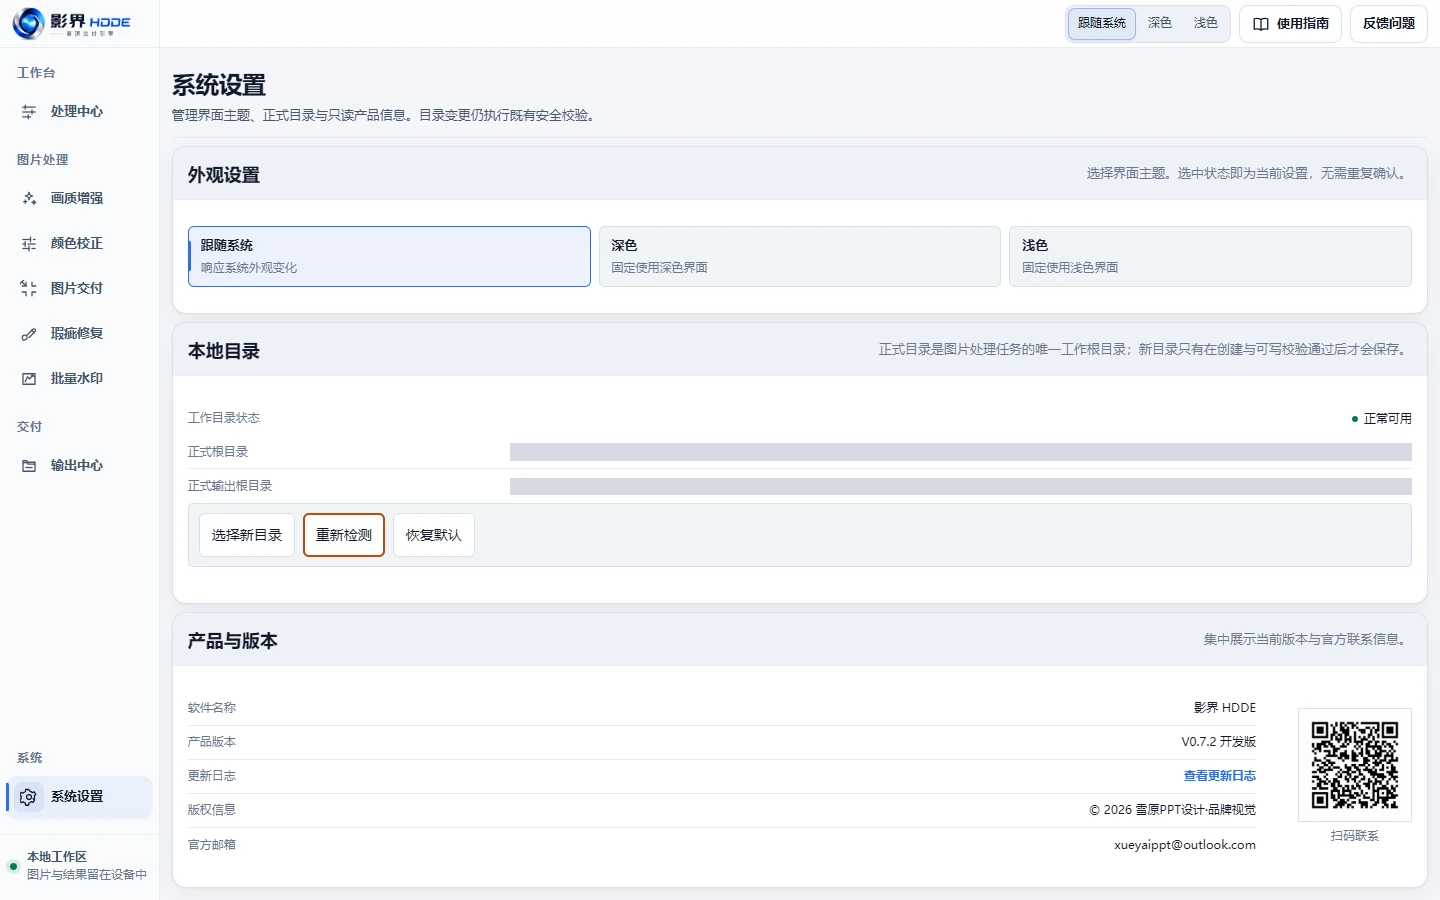 影界 HDDE
高清交付引擎
跟随系统
深色
浅色
使用指南
反馈问题
工作台
处理中心
图片处理
画质增强
颜色校正
图片交付
瑕疵修复
批量水印
交付
输出中心
系统
系统设置
本地工作区
图片与结果留在设备中
系统设置
管理界面主题、正式目录与只读产品信息。目录变更仍执行既有安全校验。
外观设置
选择界面主题。选中状态即为当前设置，无需重复确认。
跟随系统
响应系统外观变化
深色
固定使用深色界面
浅色
固定使用浅色界面
本地目录
正式目录是图片处理任务的唯一工作根目录；新目录只有在创建与可写校验通过后才会保存。
工作目录状态
正常可用
正式根目录
正式输出根目录
选择新目录
重新检测
恢复默认
产品与版本
集中展示当前版本与官方联系信息。
软件名称
影界 HDDE
产品版本
V0.7.2 开发版
更新日志
查看更新日志
版权信息
© 2026 雪原PPT设计·品牌视觉
官方邮箱
xueyaippt@outlook.com
扫码联系